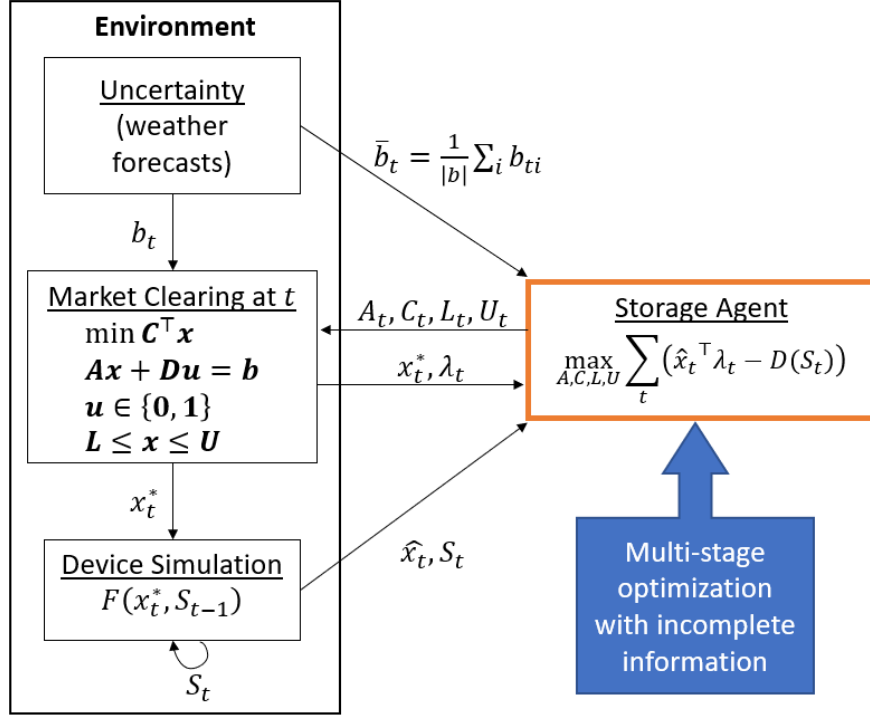 Environment
Uncertainty
(weather
forecasts)
b̄_t = 1/|b| ∑_i b_{ti}
b_t
Market Clearing at t
min C^⊤ x
Ax + Du = b
u ∈ {0, 1}
L ≤ x ≤ U
A_t, C_t, L_t, U_t
x_t^*, λ_t
Storage Agent
max_{A,C,L,U} ∑_t (x̂_t^⊤ λ_t − D(S_t))
x_t^*
Device Simulation
F(x_t^*, S_{t−1})
x̂_t, S_t
S_t
Multi-stage
optimization
with incomplete
information